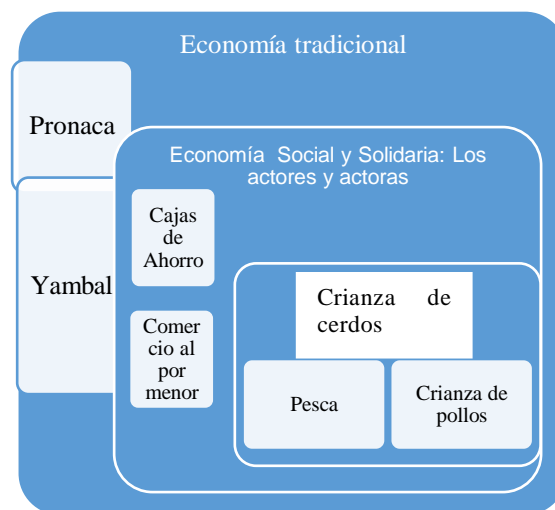 Economía tradicional
Pronaca
Yambal
Economía Social y Solidaria: Los
actores y actoras
Cajas
de
Ahorro
Comer
cio al
por
menor
Crianza de
cerdos
Pesca
Crianza de
pollos